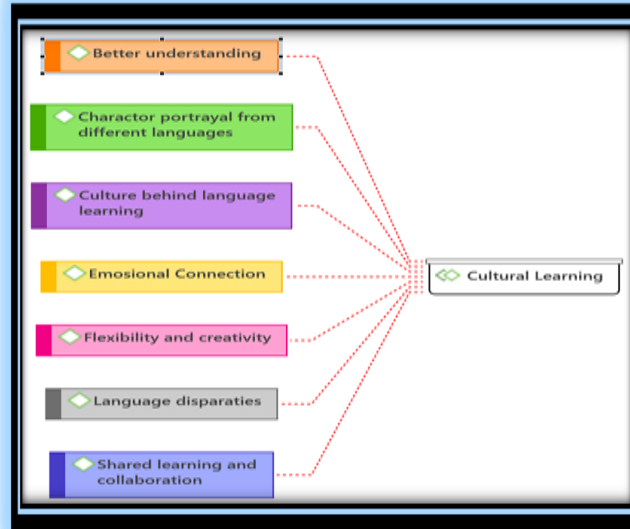 Better understanding
Charactor portrayal from
different languages
Culture behind language
learning
Emosional Connection
Cultural Learning
Flexibility and creativity
Language disparaties
Shared learning and
collaboration